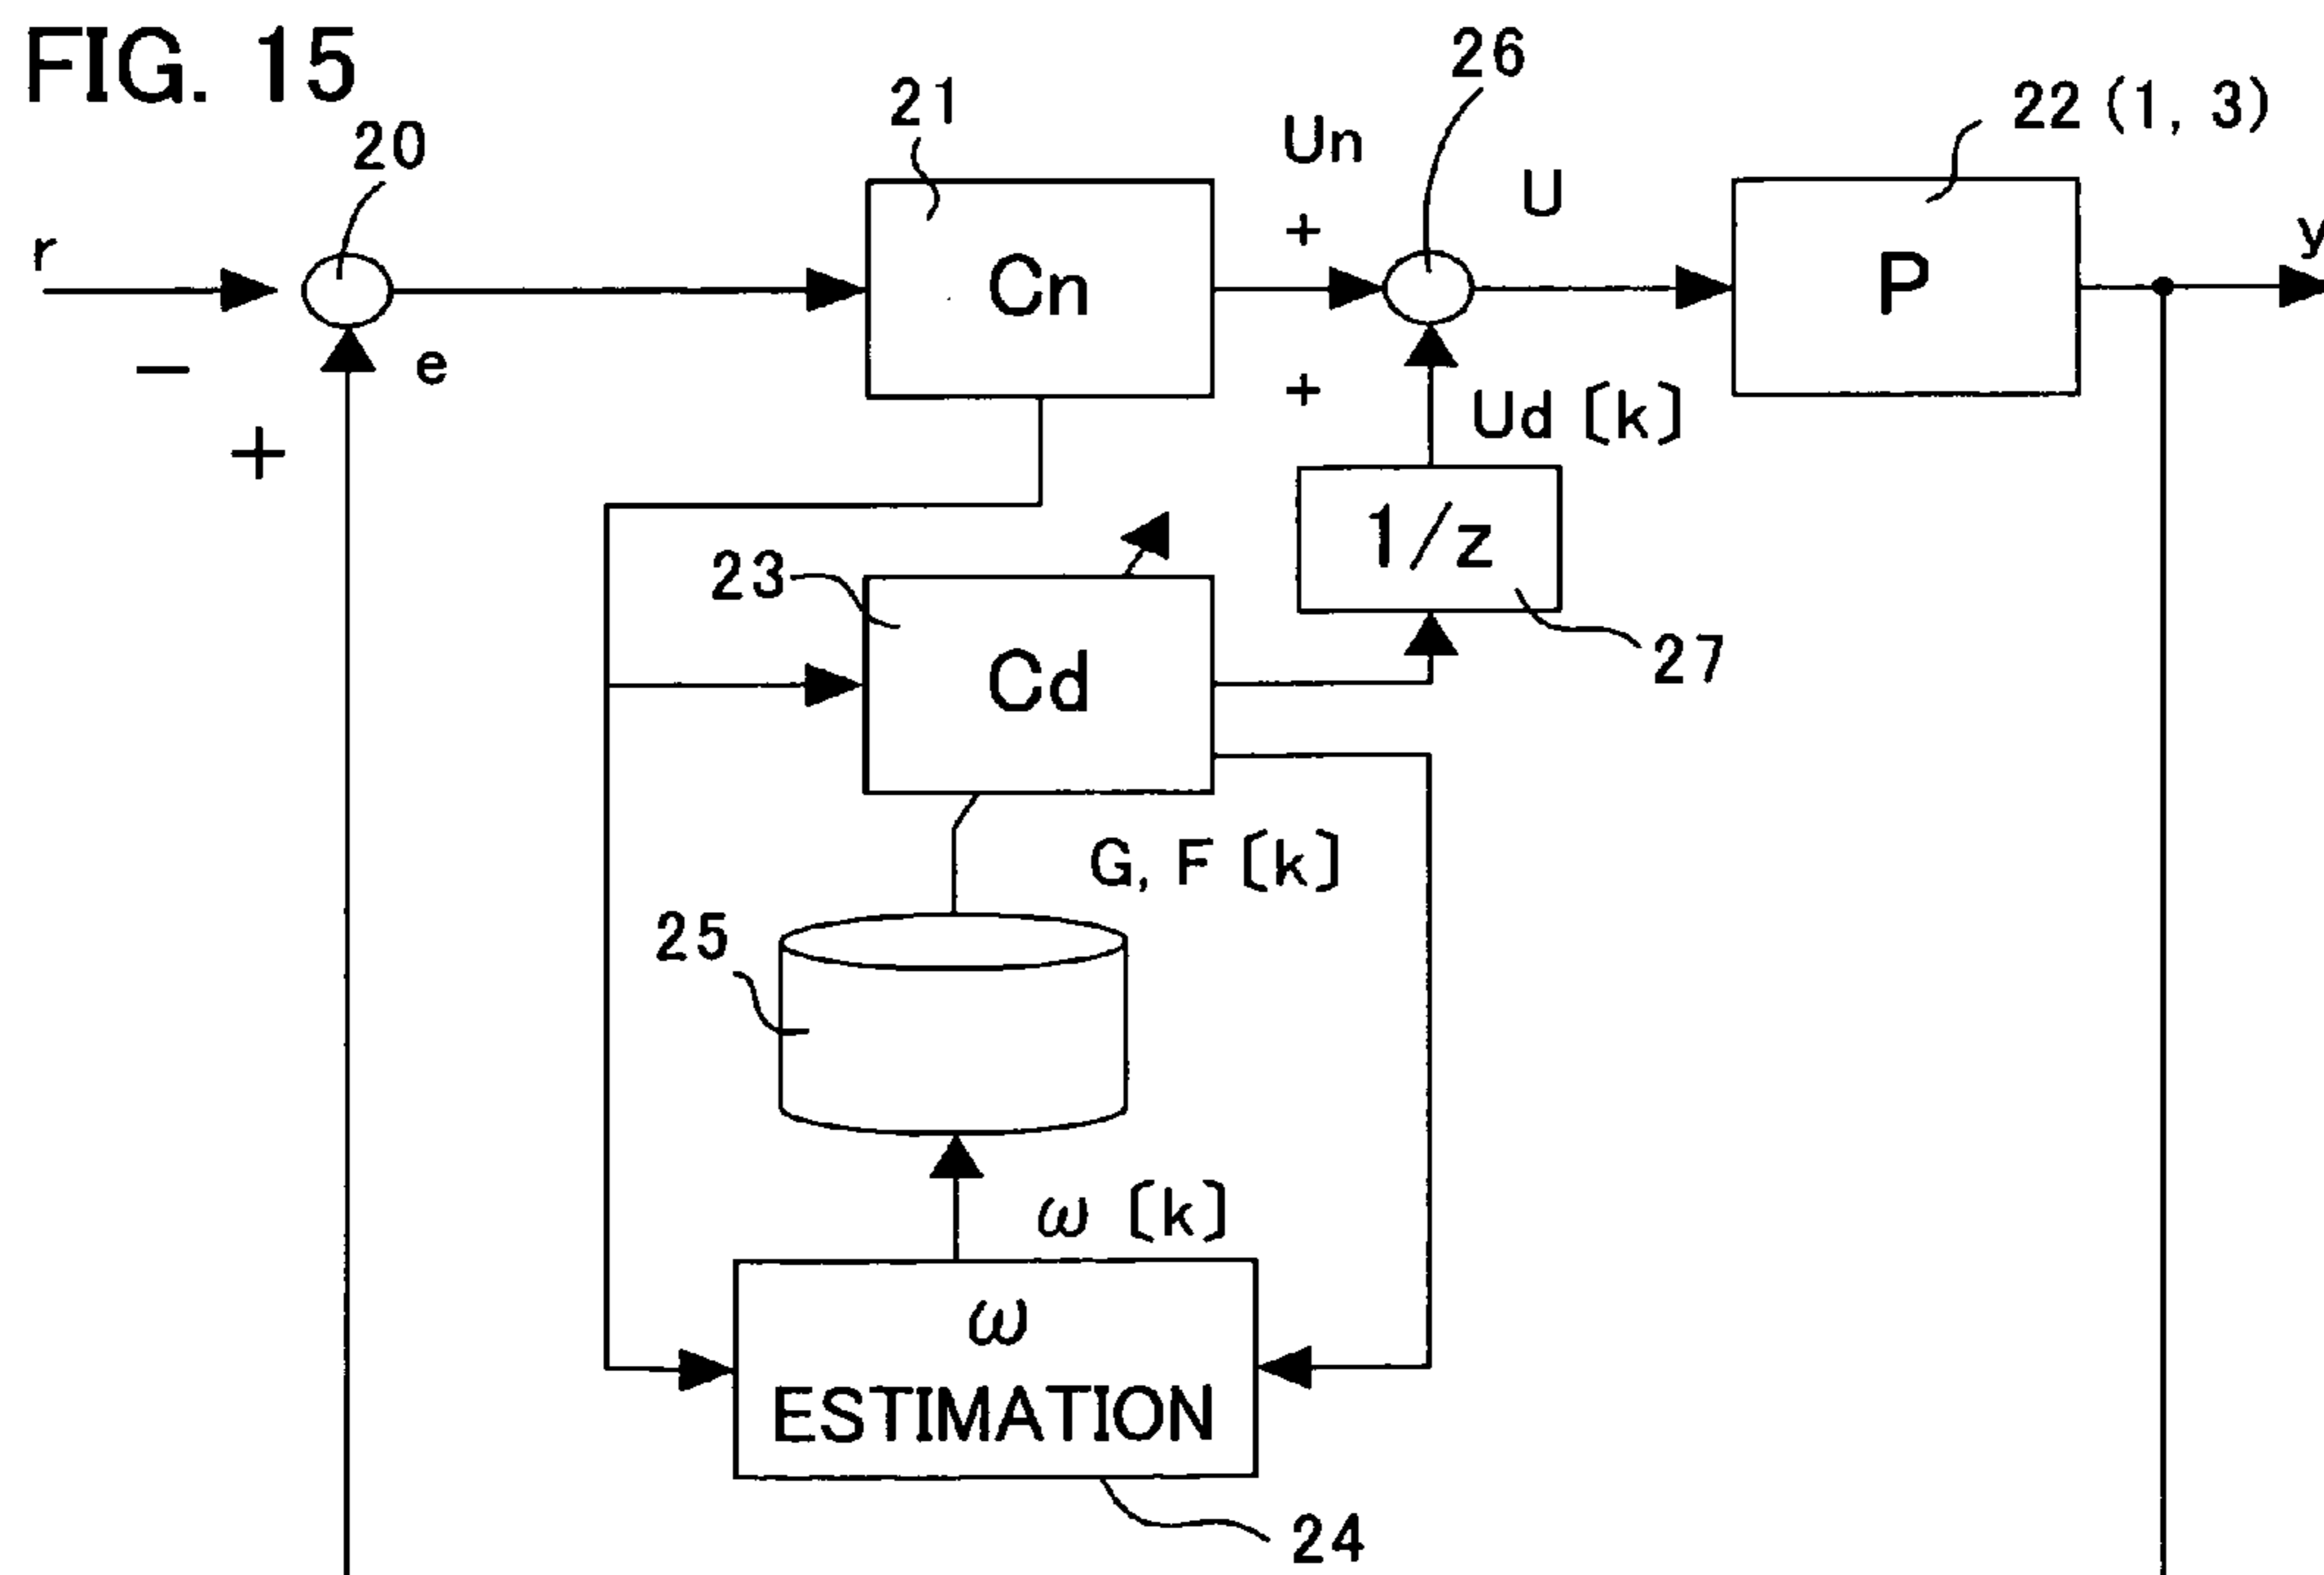 FIG. 15
20
21
26
22 (1, 3)
Un
U
r
+
y
Cn
P
−
e
+
+
Ud [k]
1/z
23
27
Cd
G, F [k]
25
ω [k]
ω
ESTIMATION
24